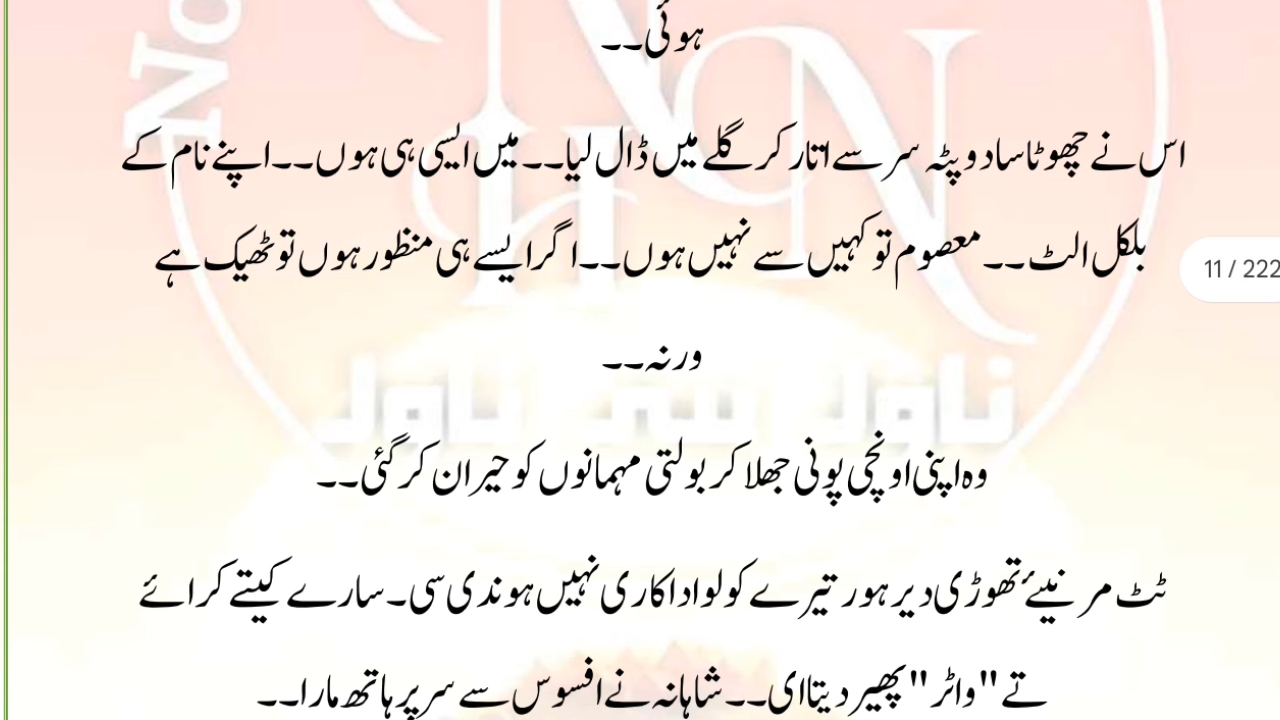 ہوئی۔۔
اس نے چھوٹا سا دوپٹہ سر سے اتار کر گلے میں ڈال لیا۔۔ میں ایسی ہی ہوں۔۔ اپنے نام کے
بلکل الٹ۔۔ معصوم تو کہیں سے نہیں ہوں۔۔ اگر ایسے ہی منظور ہوں تو ٹھیک ہے
11 / 222
ورنہ۔۔
ناول ہی ناول
وہ اپنی اونچی پونی جھلا کر بولتی مہمانوں کو حیران کر گئی۔۔
ٹٹ مرنیئے تھوڑی دیر ہور تیرے کولو اداکاری نہیں ہوندی سی۔ سارے کیتے کرائے
تے "واٹر" پھیر دیتا ای۔۔ شاہانہ نے افسوس سے سر پر ہاتھ مارا۔۔